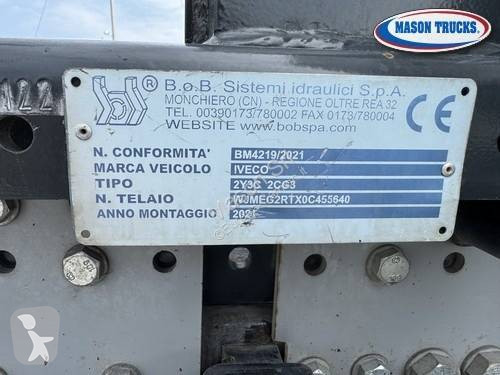 MASON TRUCKS.
B.o.B. Sistemi idraulici S.p.A.
MONCHIERO (CN) - REGIONE OLTRE REA 32
TEL. 00390173/780002 FAX 0173/780004
WEBSITE www.bobspa.com
CE
N. CONFORMITA' BM4219/2021
MARCA VEICOLO IVECO
TIPO 2Y3C 2CG3
N. TELAIO WJMEG2RTX0C455640
ANNO MONTAGGIO 2021